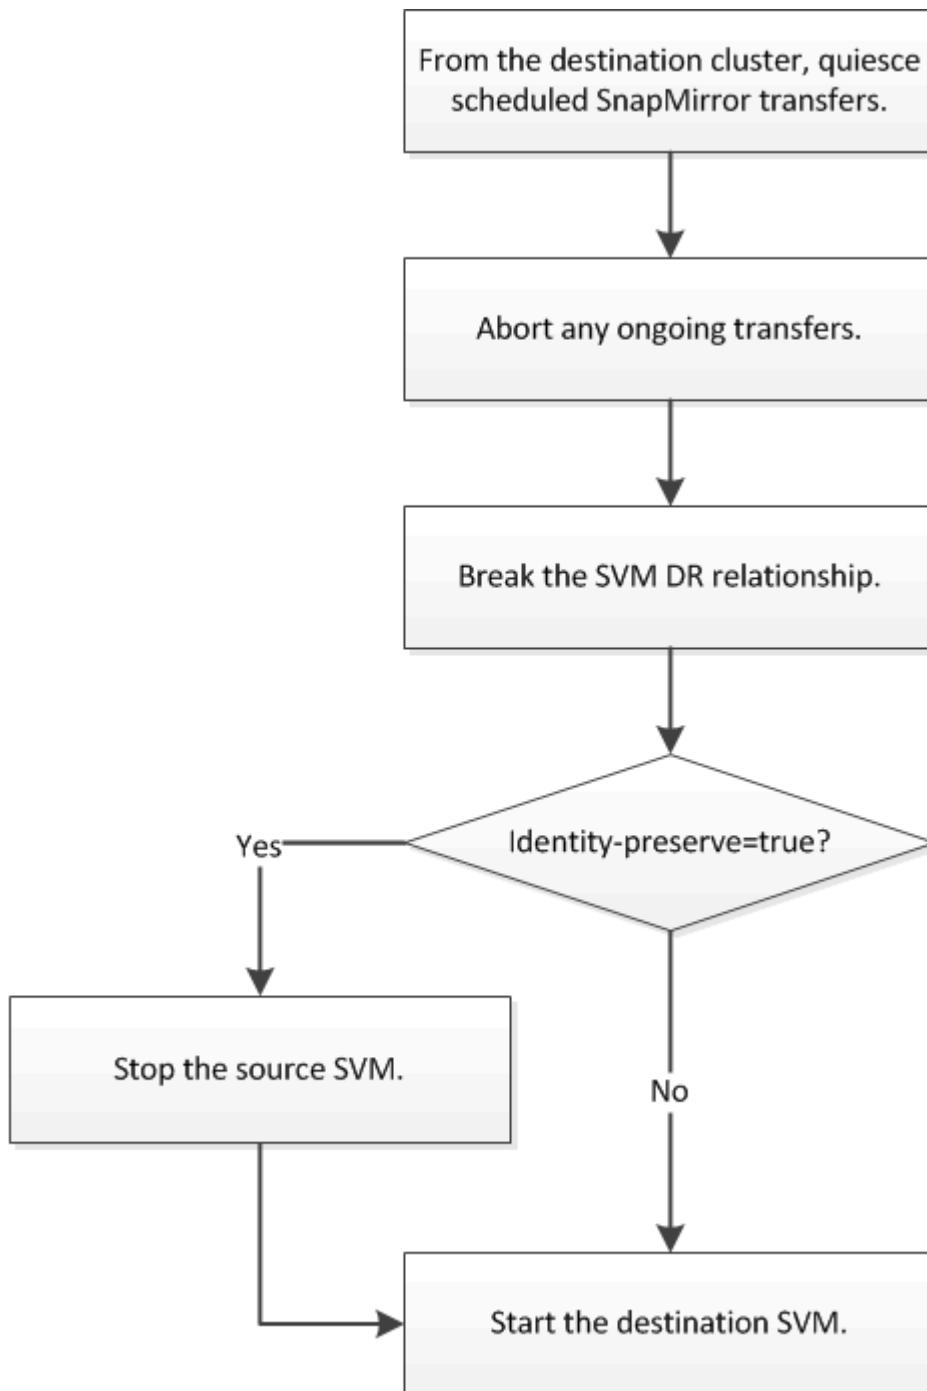 From the destination cluster, quiesce
scheduled SnapMirror transfers.
Abort any ongoing transfers.
Break the SVM DR relationship.
Identity-preserve=true?
Yes
Stop the source SVM.
No
Start the destination SVM.